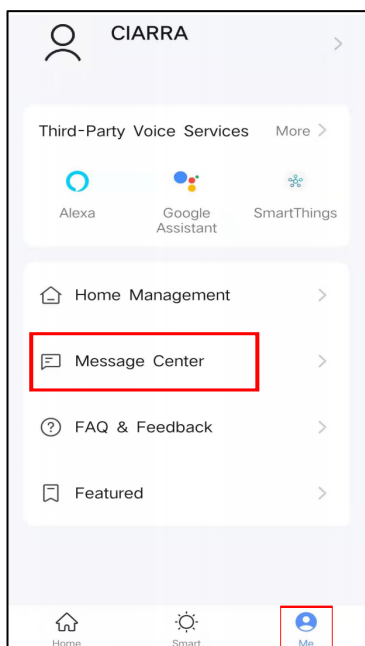 CIARRA
Third-Party Voice Services More
Alexa Google Assistant SmartThings
Home Management
Message Center
FAQ & Feedback
Featured
Home Smart Me